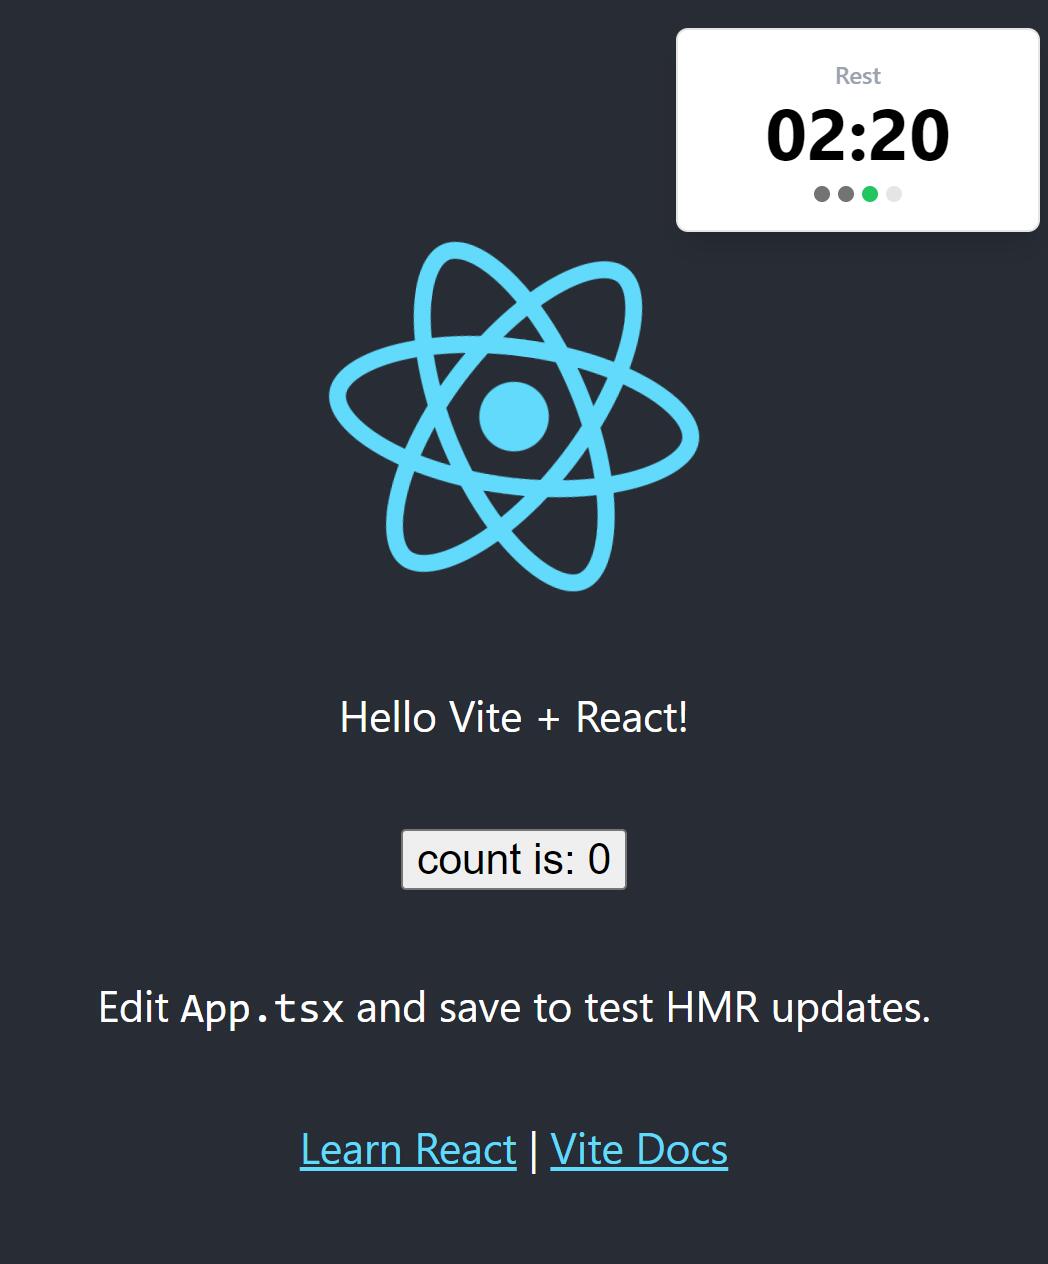 Rest
02:20
Hello Vite + React!
count is: 0
Edit App.tsx and save to test HMR updates.
Learn React | Vite Docs